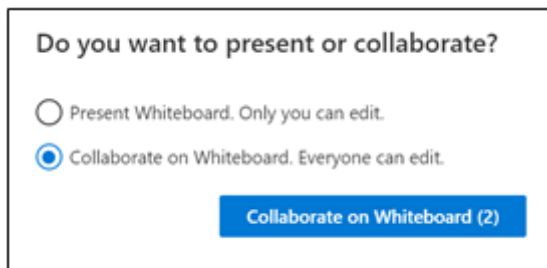 Do you want to present or collaborate?
Present Whiteboard. Only you can edit.
Collaborate on Whiteboard. Everyone can edit.
Collaborate on Whiteboard (2)